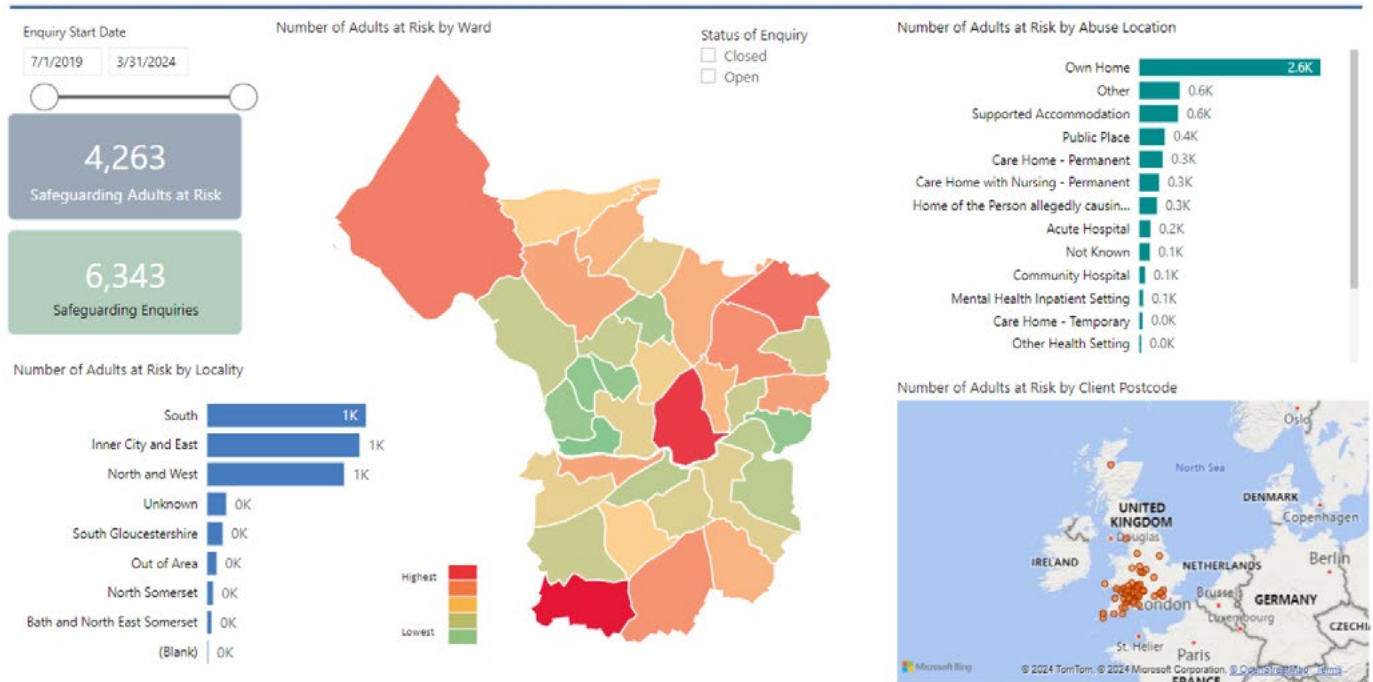 Enquiry Start Date
7/1/2019 3/31/2024
4,263
Safeguarding Adults at Risk
6,343
Safeguarding Enquiries
Number of Adults at Risk by Locality
South 1K
Inner City and East 1K
North and West 1K
Unknown 0K
South Gloucestershire 0K
Out of Area 0K
North Somerset 0K
Bath and North East Somerset 0K
(Blank) 0K
Number of Adults at Risk by Ward
Status of Enquiry
Closed
Open
Highest
Lowest
Number of Adults at Risk by Abuse Location
Own Home 2.6K
Other 0.6K
Supported Accommodation 0.6K
Public Place 0.4K
Care Home - Permanent 0.3K
Care Home with Nursing - Permanent 0.3K
Home of the Person allegedly causin... 0.3K
Acute Hospital 0.2K
Not Known 0.1K
Community Hospital 0.1K
Mental Health Inpatient Setting 0.1K
Care Home - Temporary 0.0K
Other Health Setting 0.0K
Number of Adults at Risk by Client Postcode
Oslo
North Sea
DENMARK
UNITED
KINGDOM
Copenhagen
Douglas
IRELAND
NETHERLANDS
Berlin
London
Brussels
GERMANY
Luxembourg
CZECHI
St. Helier
Paris
Microsoft Bing
© 2024 TomTom, © 2024 Microsoft Corporation, © OpenStreetMap Terms
FRANCE